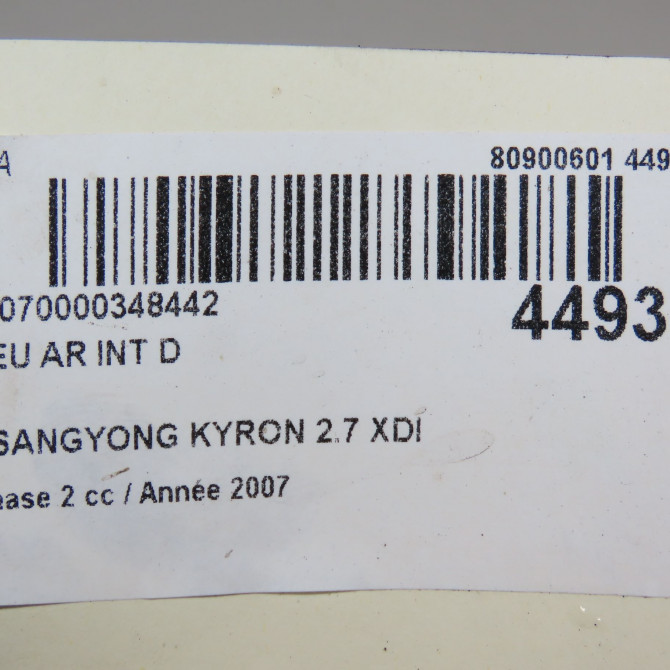 A 80900601 449
070000348442
4493
EU AR INT D
SANGYONG KYRON 2.7 XDI
ease 2 cc / Année 2007